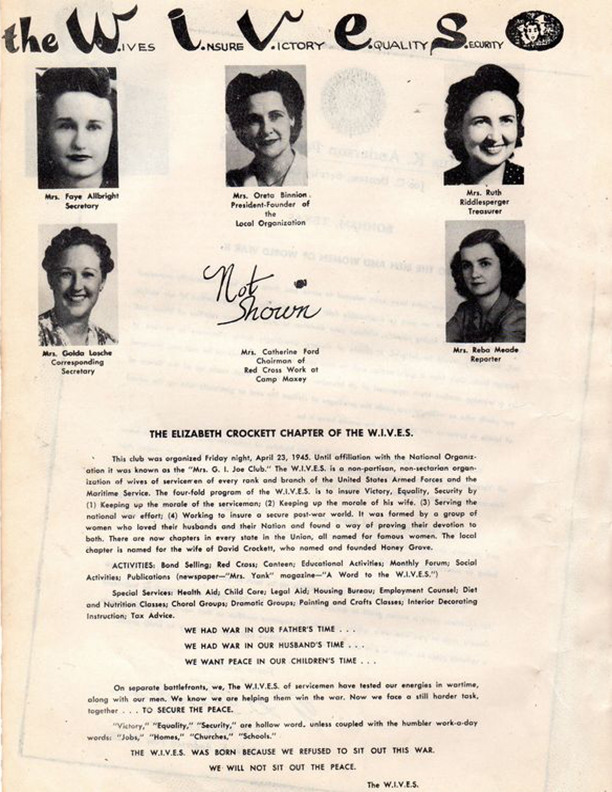 the W.IVES I.NSURE V.ICTORY E.QUALITY S.ECURITY
Mrs. Faye Allbright
Secretary
Mrs. Oreta Binnion.
President-Founder of
the
Local Organization
Mrs. Ruth
Riddlesperger
Treasurer
Mrs. Golda Losche
Corresponding
Secretary
Not
Shown
Mrs. Catherine Ford
Chairman of
Red Cross Work at
Camp Maxey
Mrs. Reba Meade
Reporter
THE ELIZABETH CROCKETT CHAPTER OF THE W.I.V.E.S.
This club was organized Friday night, April 23, 1945. Until affiliation with the National Organiz-
ation it was known as the "Mrs. G. I. Joe Club." The W.I.V.E.S. is a non-partisan, non-sectarian organ-
ization of wives of servicemen of every rank and branch of the United States Armed Forces and the
Maritime Service. The four-fold program of the W.I.V.E.S. is to insure Victory, Equality, Security by
(1) Keeping up the morale of the serviceman; (2) Keeping up the morale of his wife. (3) Serving the
national war effort; (4) Working to insure a secure post-war world. It was formed by a group of
women who loved their husbands and their Nation and found a way of proving their devotion to
both. There are now chapters in every state in the Union, all named for famous women. The local
chapter is named for the wife of David Crockett, who named and founded Honey Grove.
ACTIVITIES: Bond Selling; Red Cross; Canteen; Educational Activities; Monthly Forum; Social
Activities; Publications (newspaper—"Mrs. Yank" magazine—"A Word to the W.I.V.E.S.")
Special Services: Health Aid; Child Care; Legal Aid; Housing Bureau; Employment Counsel; Diet
and Nutrition Classes; Choral Groups; Dramatic Groups; Painting and Crafts Classes; Interior Decorating
Instruction; Tax Advice.
WE HAD WAR IN OUR FATHER'S TIME . . .
WE HAD WAR IN OUR HUSBAND'S TIME . . .
WE WANT PEACE IN OUR CHILDREN'S TIME . . .
On separate battlefronts, we, The W.I.V.E.S. of servicemen have tested our energies in wartime,
along with our men. We know we are helping them win the war. Now we face a still harder task,
together . . . TO SECURE THE PEACE.
"Victory," "Equality," "Security," are hollow word. unless coupled with the humbler work-a-day
words: "Jobs," "Homes," "Churches," "Schools."
THE W.I.V.E.S. WAS BORN BECAUSE WE REFUSED TO SIT OUT THIS WAR.
WE WILL NOT SIT OUT THE PEACE.
The W.I.V.E.S.